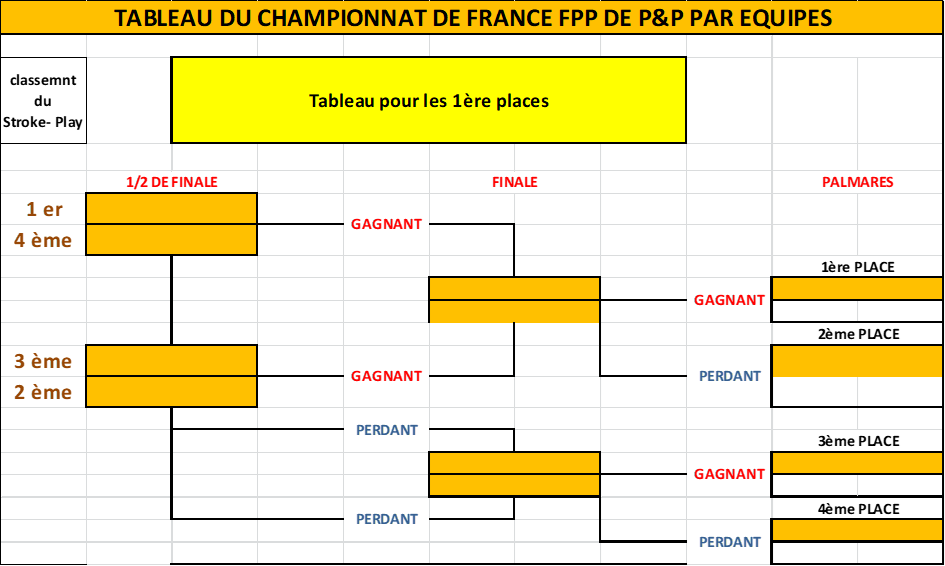 TABLEAU DU CHAMPIONNAT DE FRANCE FPP DE P&P PAR EQUIPES
classemnt
du
Stroke- Play
Tableau pour les 1ère places
1/2 DE FINALE
FINALE
PALMARES
1 er
GAGNANT
4 ème
1ère PLACE
GAGNANT
2ème PLACE
3 ème
GAGNANT
PERDANT
2 ème
PERDANT
3ème PLACE
GAGNANT
4ème PLACE
PERDANT
PERDANT